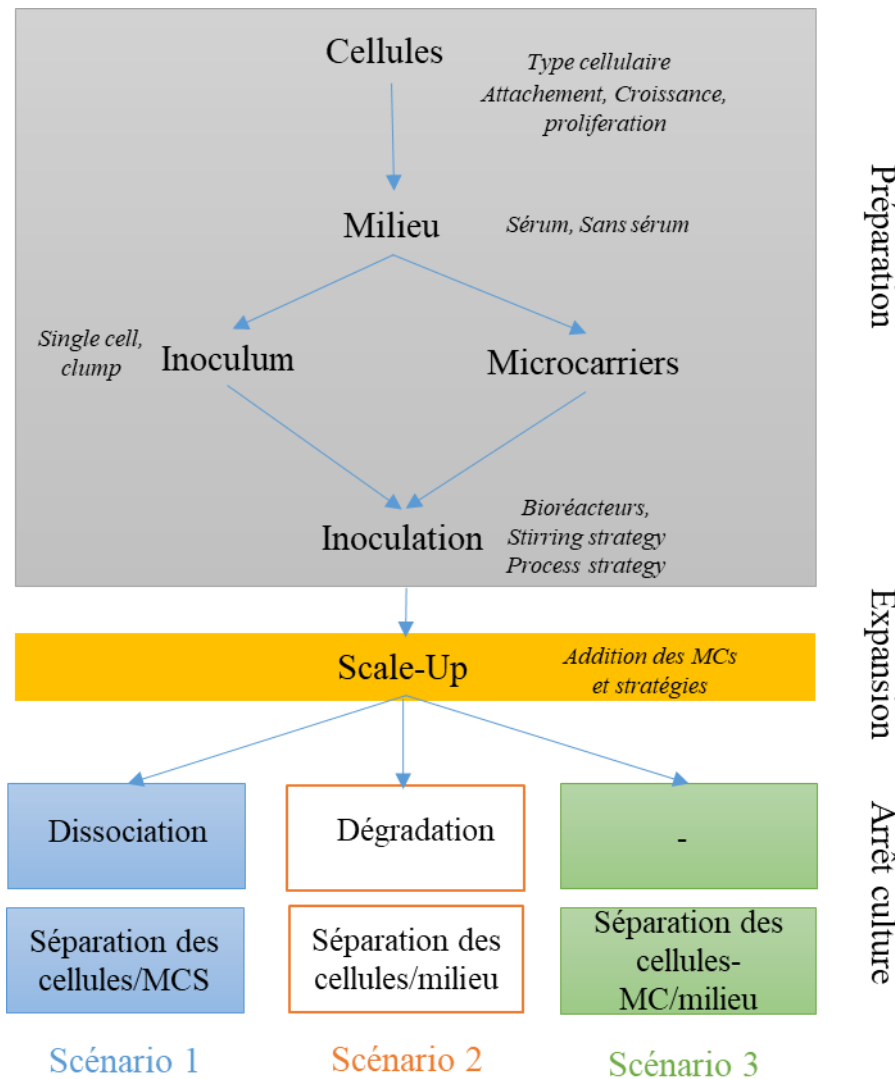 Cellules
Type cellulaire
Attachement, Croissance,
proliferation
Milieu
Sérum, Sans sérum
Single cell,
clump
Inoculum
Microcarriers
Inoculation
Bioréacteurs,
Stirring strategy
Process strategy
Préparation
Scale-Up
Addition des MCs
et stratégies
Expansion
Dissociation
Dégradation
-
Séparation des
cellules/MCS
Séparation des
cellules/milieu
Séparation des
cellules-
MC/milieu
Arrêt culture
Scénario 1
Scénario 2
Scénario 3